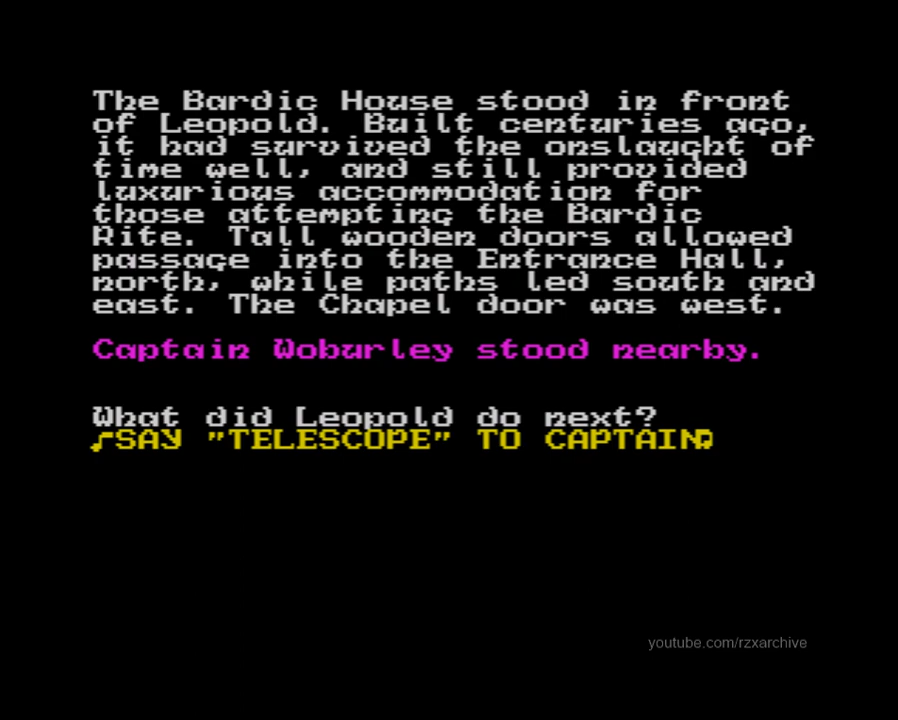 The Bardic House stood in front
of Leopold. Built centuries ago,
it had survived the onslaught of
time well, and still provided
luxurious accommodation for
those attempting the Bardic
Rite. Tall wooden doors allowed
passage into the Entrance Hall,
north, while paths led south and
east. The Chapel door was west.
Captain Woburley stood nearby.
What did Leopold do next?
♪SAY "TELESCOPE" TO CAPTAIN
youtube.com/rzxarchive